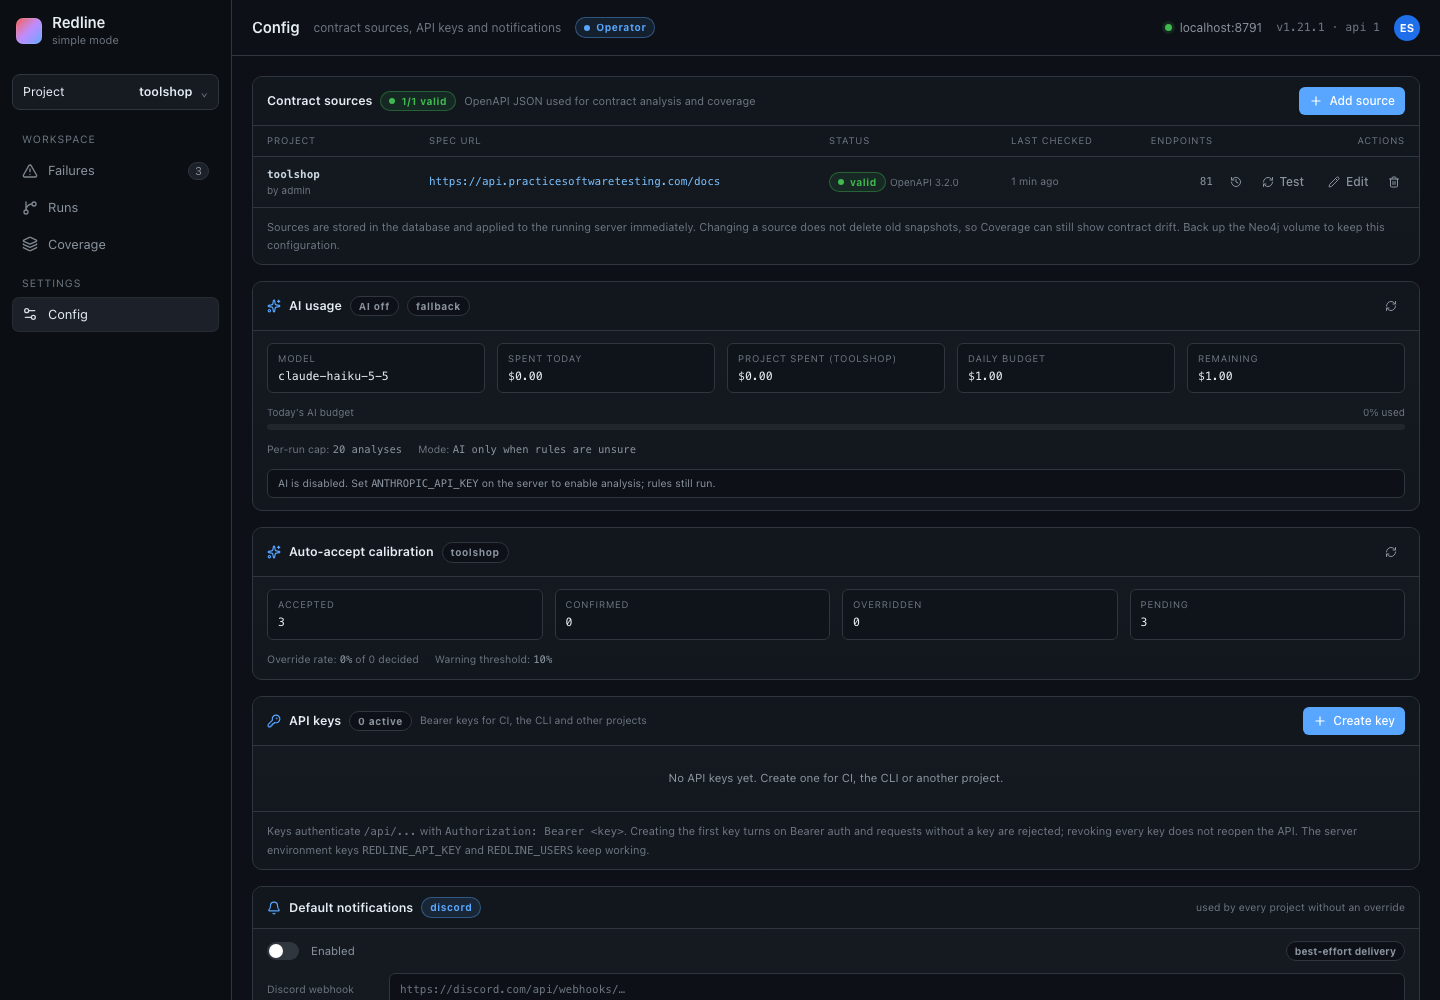 Redline
simple mode
Project toolshop
WORKSPACE
Failures 3
Runs
Coverage
SETTINGS
Config
Config contract sources, API keys and notifications Operator localhost:8791 v1.21.1 · api 1 ES
Contract sources 1/1 valid OpenAPI JSON used for contract analysis and coverage + Add source
PROJECT SPEC URL STATUS LAST CHECKED ENDPOINTS ACTIONS
toolshop
by admin
https://api.practicesoftwaretesting.com/docs valid OpenAPI 3.2.0 1 min ago 81 Test Edit
Sources are stored in the database and applied to the running server immediately. Changing a source does not delete old snapshots, so Coverage can still show contract drift. Back up the Neo4j volume to keep this
configuration.
AI usage AI off fallback
MODEL SPENT TODAY PROJECT SPENT (TOOLSHOP) DAILY BUDGET REMAINING
claude-haiku-5-5 $0.00 $0.00 $1.00 $1.00
Today's AI budget 0% used
Per-run cap: 20 analyses Mode: AI only when rules are unsure
AI is disabled. Set ANTHROPIC_API_KEY on the server to enable analysis; rules still run.
Auto-accept calibration toolshop
ACCEPTED CONFIRMED OVERRIDDEN PENDING
3 0 0 3
Override rate: 0% of 0 decided Warning threshold: 10%
API keys 0 active Bearer keys for CI, the CLI and other projects + Create key
No API keys yet. Create one for CI, the CLI or another project.
Keys authenticate /api/... with Authorization: Bearer <key>. Creating the first key turns on Bearer auth and requests without a key are rejected; revoking every key does not reopen the API. The server
environment keys REDLINE_API_KEY and REDLINE_USERS keep working.
Default notifications discord used by every project without an override
Enabled best-effort delivery
Discord webhook https://discord.com/api/webhooks/…